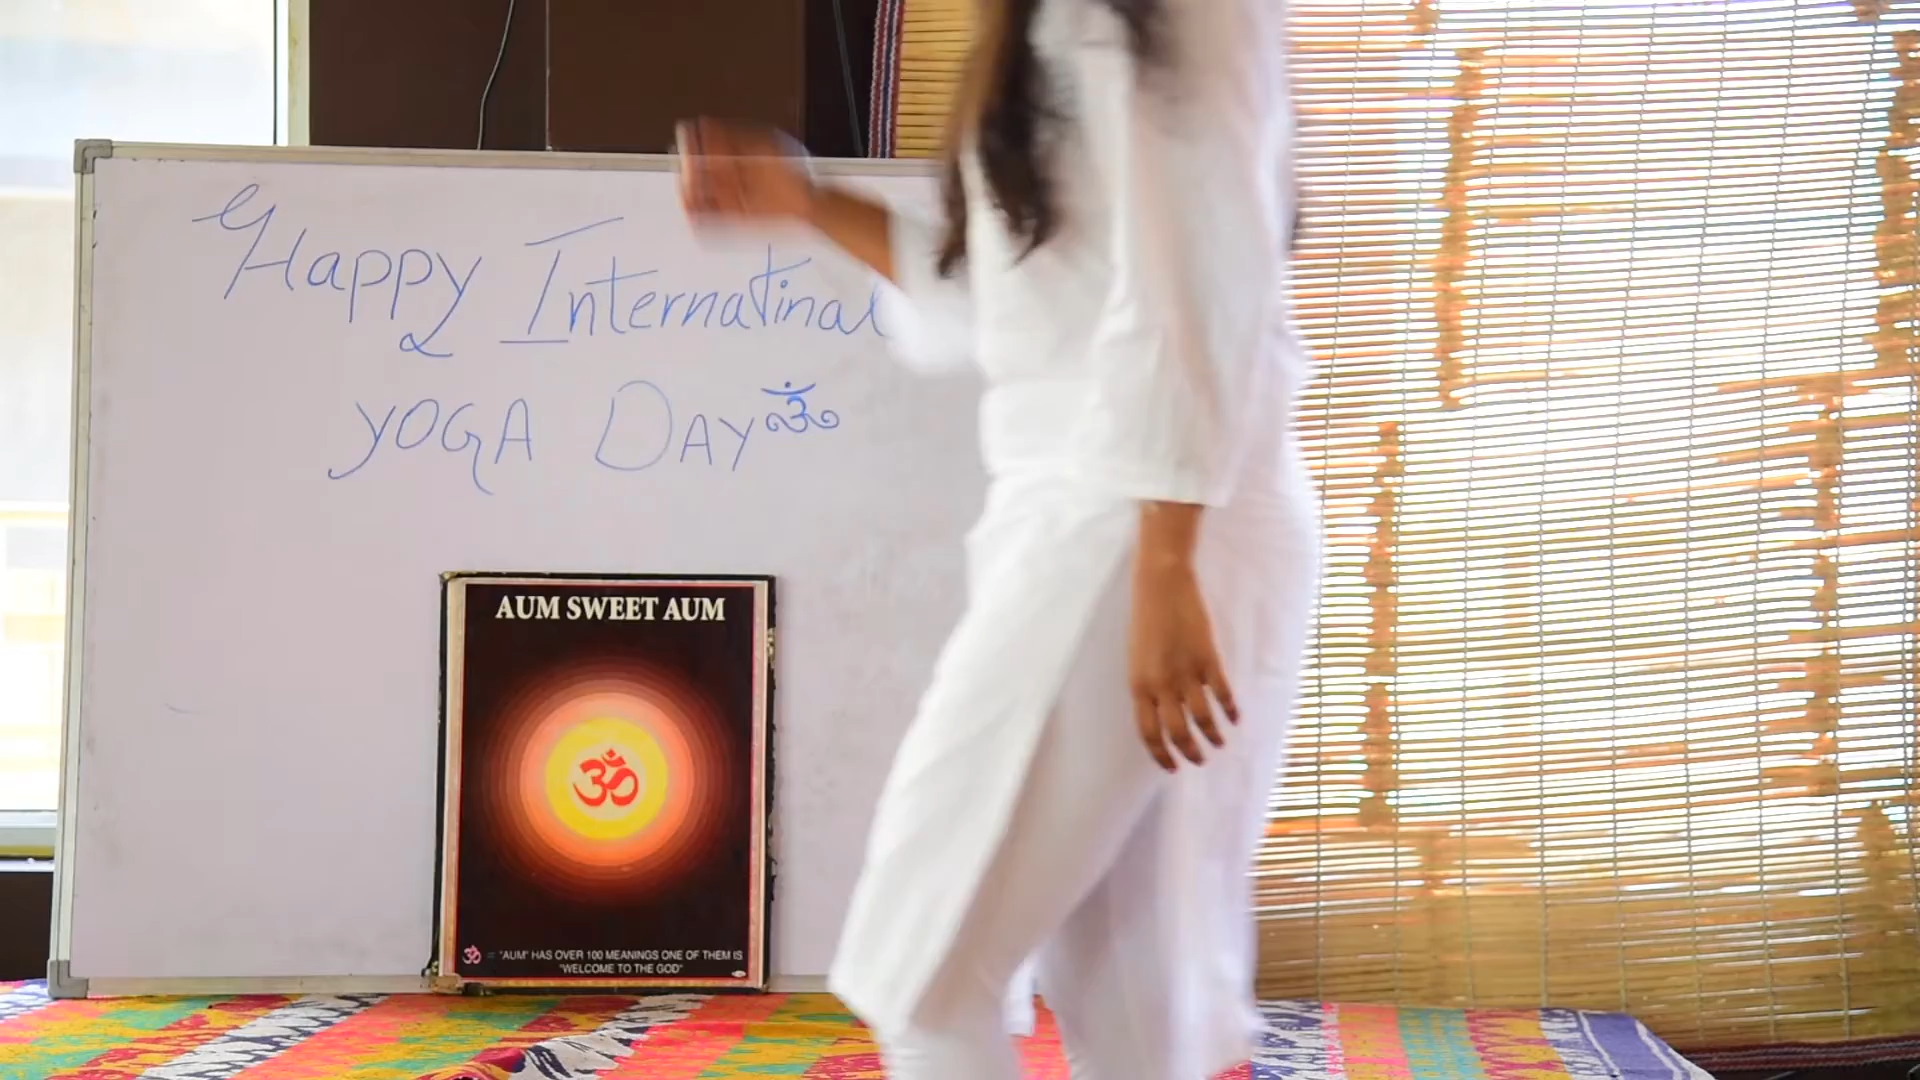 Happy Internatinal
YOGA DAY ॐ
AUM SWEET AUM
ॐ
ॐ = "AUM" HAS OVER 100 MEANINGS ONE OF THEM IS
"WELCOME TO THE GOD"